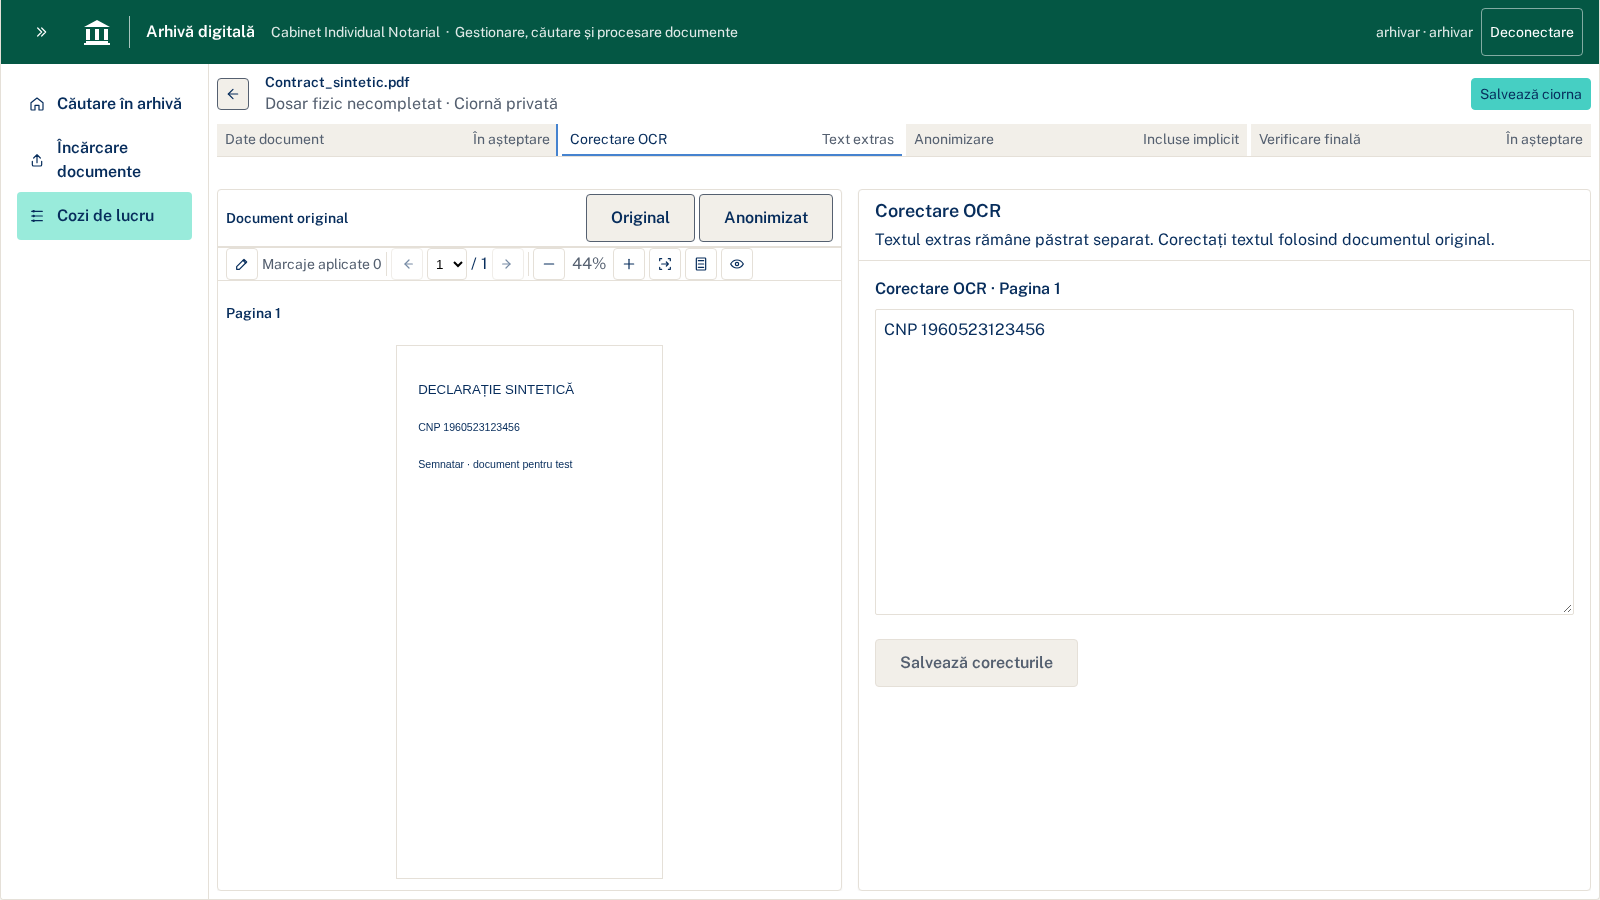 Arhivă digitală
Cabinet Individual Notarial · Gestionare, căutare și procesare documente
arhivar · arhivar
Deconectare
Căutare în arhivă
Încărcare
documente
Cozi de lucru
Contract_sintetic.pdf
Dosar fizic necompletat · Ciornă privată
Salvează ciorna
Date document
În așteptare
Corectare OCR
Text extras
Anonimizare
Incluse implicit
Verificare finală
În așteptare
Document original
Original
Anonimizat
Marcaje aplicate 0
1
/ 1
44%
Pagina 1
DECLARAȚIE SINTETICĂ
CNP 1960523123456
Semnatar · document pentru test
Corectare OCR
Textul extras rămâne păstrat separat. Corectați textul folosind documentul original.
Corectare OCR · Pagina 1
CNP 1960523123456
Salvează corecturile